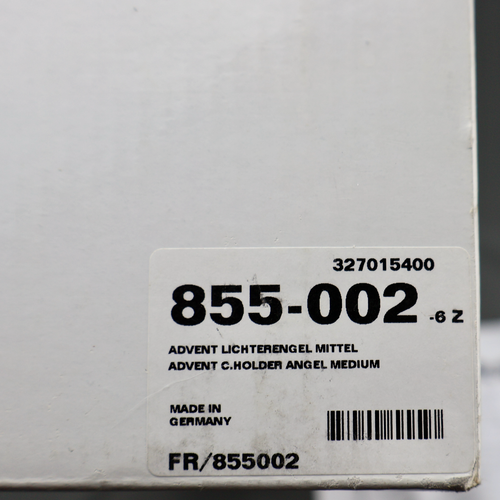 327015400
855-002 -6 Z
ADVENT LICHTERENGEL MITTEL
ADVENT C.HOLDER ANGEL MEDIUM
MADE IN
GERMANY
FR/855002